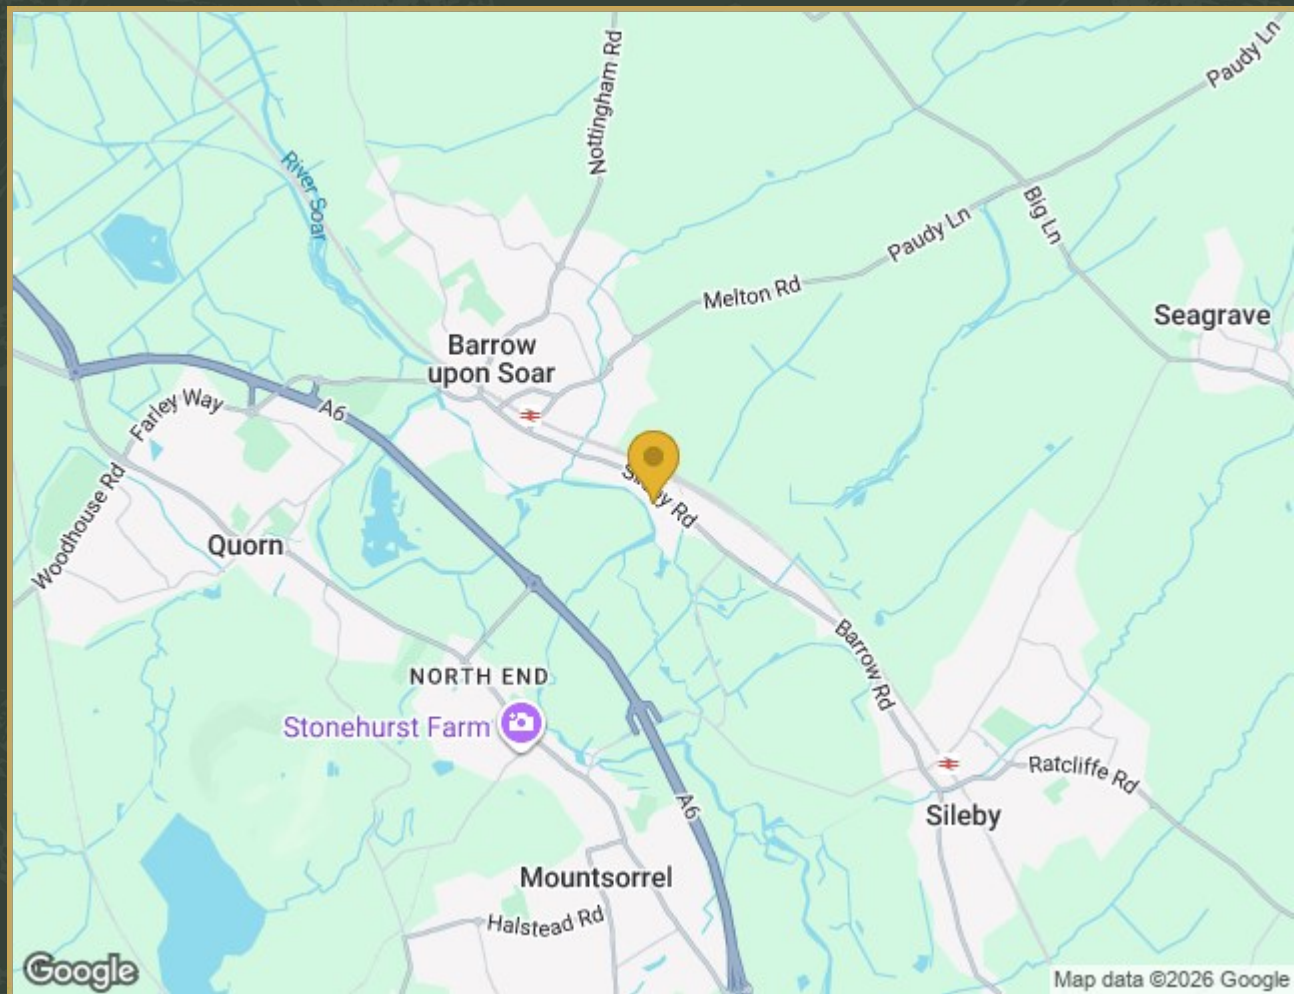 Nottingham Rd
Paudy Ln
River Soar
Big Ln
Paudy Ln
Melton Rd
Seagrave
Barrow
upon Soar
Farley Way
A6
Woodhouse Rd
Quorn
Sileby Rd
NORTH END
Stonehurst Farm
Barrow Rd
Ratcliffe Rd
A6
Sileby
Mountsorrel
Halstead Rd
Google
Map data ©2026 Google